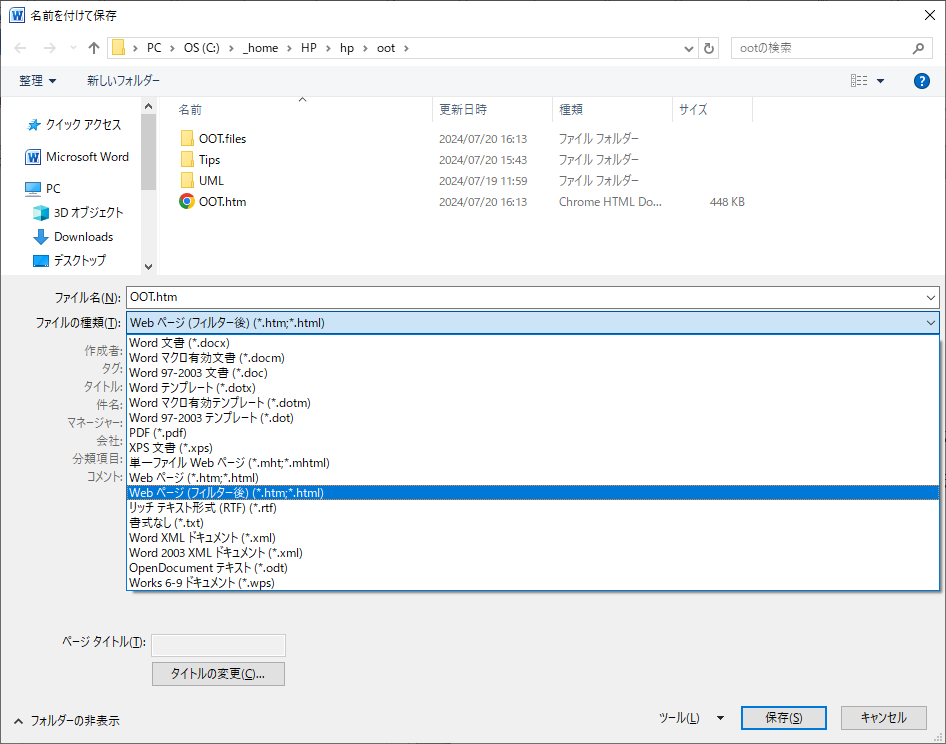 名前を付けて保存
PC › OS (C:) › _home › HP › hp › oot ›
ootの検索
整理 新しいフォルダー
クイック アクセス
Microsoft Word
PC
3D オブジェクト
Downloads
デスクトップ
名前 更新日時 種類 サイズ
OOT.files 2024/07/20 16:13 ファイル フォルダー
Tips 2024/07/20 15:43 ファイル フォルダー
UML 2024/07/19 11:59 ファイル フォルダー
OOT.htm 2024/07/20 16:13 Chrome HTML Do... 448 KB
ファイル名(N): OOT.htm
ファイルの種類(T): Web ページ (フィルター後) (*.htm;*.html)
作成者:
タグ:
タイトル:
件名:
マネージャー:
会社:
分類項目:
コメント:
Word 文書 (*.docx)
Word マクロ有効文書 (*.docm)
Word 97-2003 文書 (*.doc)
Word テンプレート (*.dotx)
Word マクロ有効テンプレート (*.dotm)
Word 97-2003 テンプレート (*.dot)
PDF (*.pdf)
XPS 文書 (*.xps)
単一ファイル Web ページ (*.mht;*.mhtml)
Web ページ (*.htm;*.html)
Web ページ (フィルター後) (*.htm;*.html)
リッチ テキスト形式 (RTF) (*.rtf)
書式なし (*.txt)
Word XML ドキュメント (*.xml)
Word 2003 XML ドキュメント (*.xml)
OpenDocument テキスト (*.odt)
Works 6-9 ドキュメント (*.wps)
ページ タイトル(T):
タイトルの変更(C)...
フォルダーの非表示
ツール(L) 保存(S) キャンセル